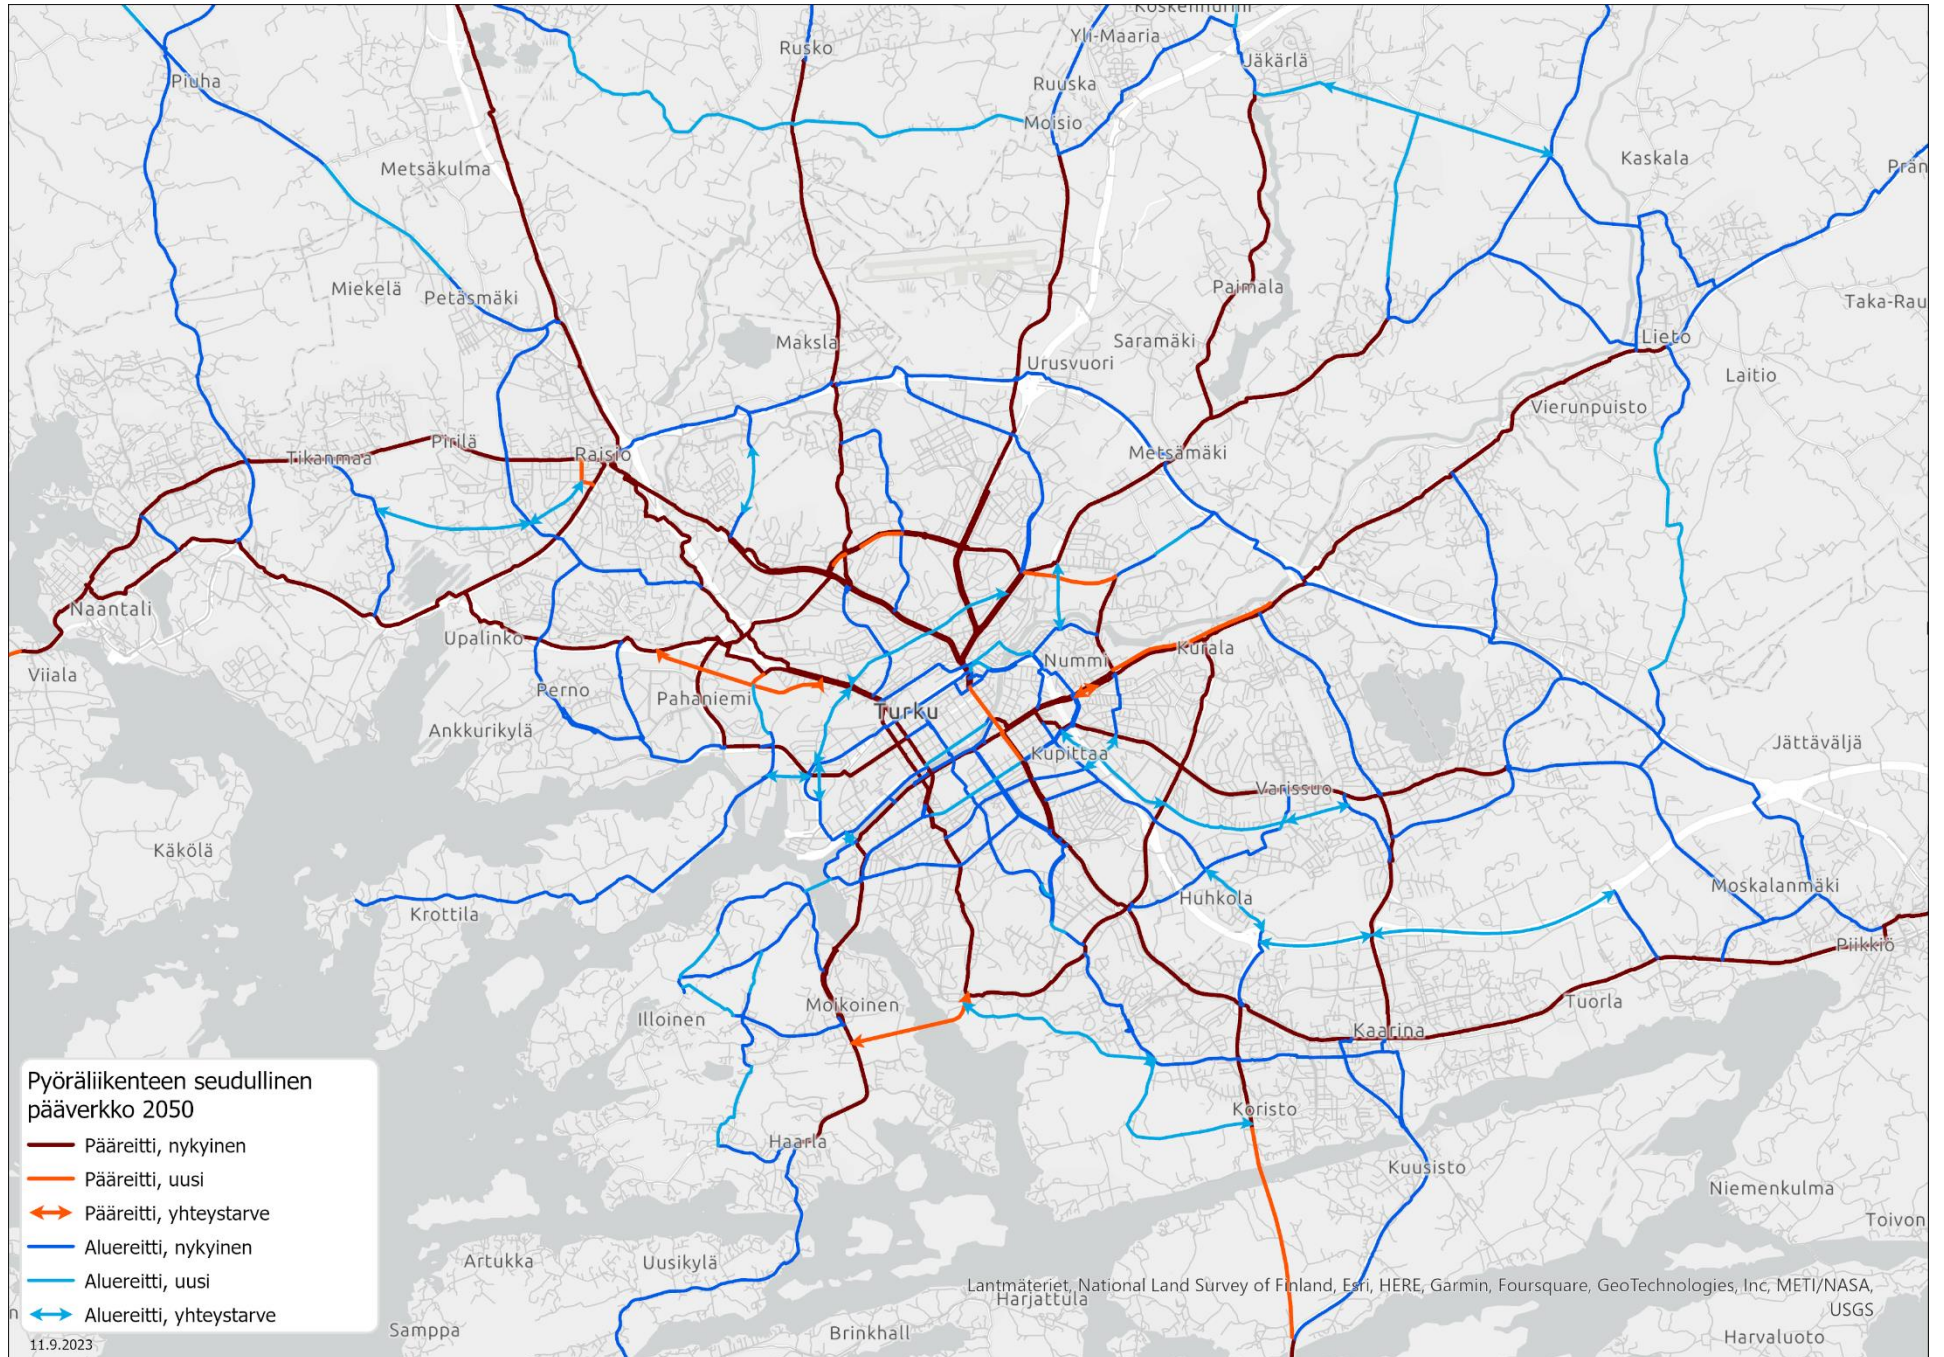 Koskennurmi
Rusko
Yli-Maaria
Jäkärlä
Piuha
Ruuska
Moisio
Kaskala
Metsäkulma
Prän
Miekelä
Petäsmäki
Paimala
Taka-Rau
Maksla
Saramäki
Lieto
Urusvuori
Laitio
Vierunpuisto
Pirilä
Tikanmaa
Raisio
Metsämäki
Naantali
Upalinko
Viiala
Nummi
Kurala
Perno
Pahaniemi
Turku
Ankkurikylä
Kupittaa
Jättäväljä
Varissuo
Käkölä
Krottila
Huhkola
Moskalanmäki
Piikkiö
Illoinen
Moikoinen
Tuorla
Kaarina
Koristo
Haarla
Kuusisto
Niemenkulma
Toivon
Artukka
Uusikylä
Harjattula
Samppa
Brinkhall
Harvaluoto
n
Pyöräliikenteen seudullinen
pääverkko 2050
Pääreitti, nykyinen
Pääreitti, uusi
Pääreitti, yhteystarve
Aluereitti, nykyinen
Aluereitti, uusi
Aluereitti, yhteystarve
11.9.2023
Lantmäteriet, National Land Survey of Finland, Esri, HERE, Garmin, Foursquare, GeoTechnologies, Inc, METI/NASA,
USGS